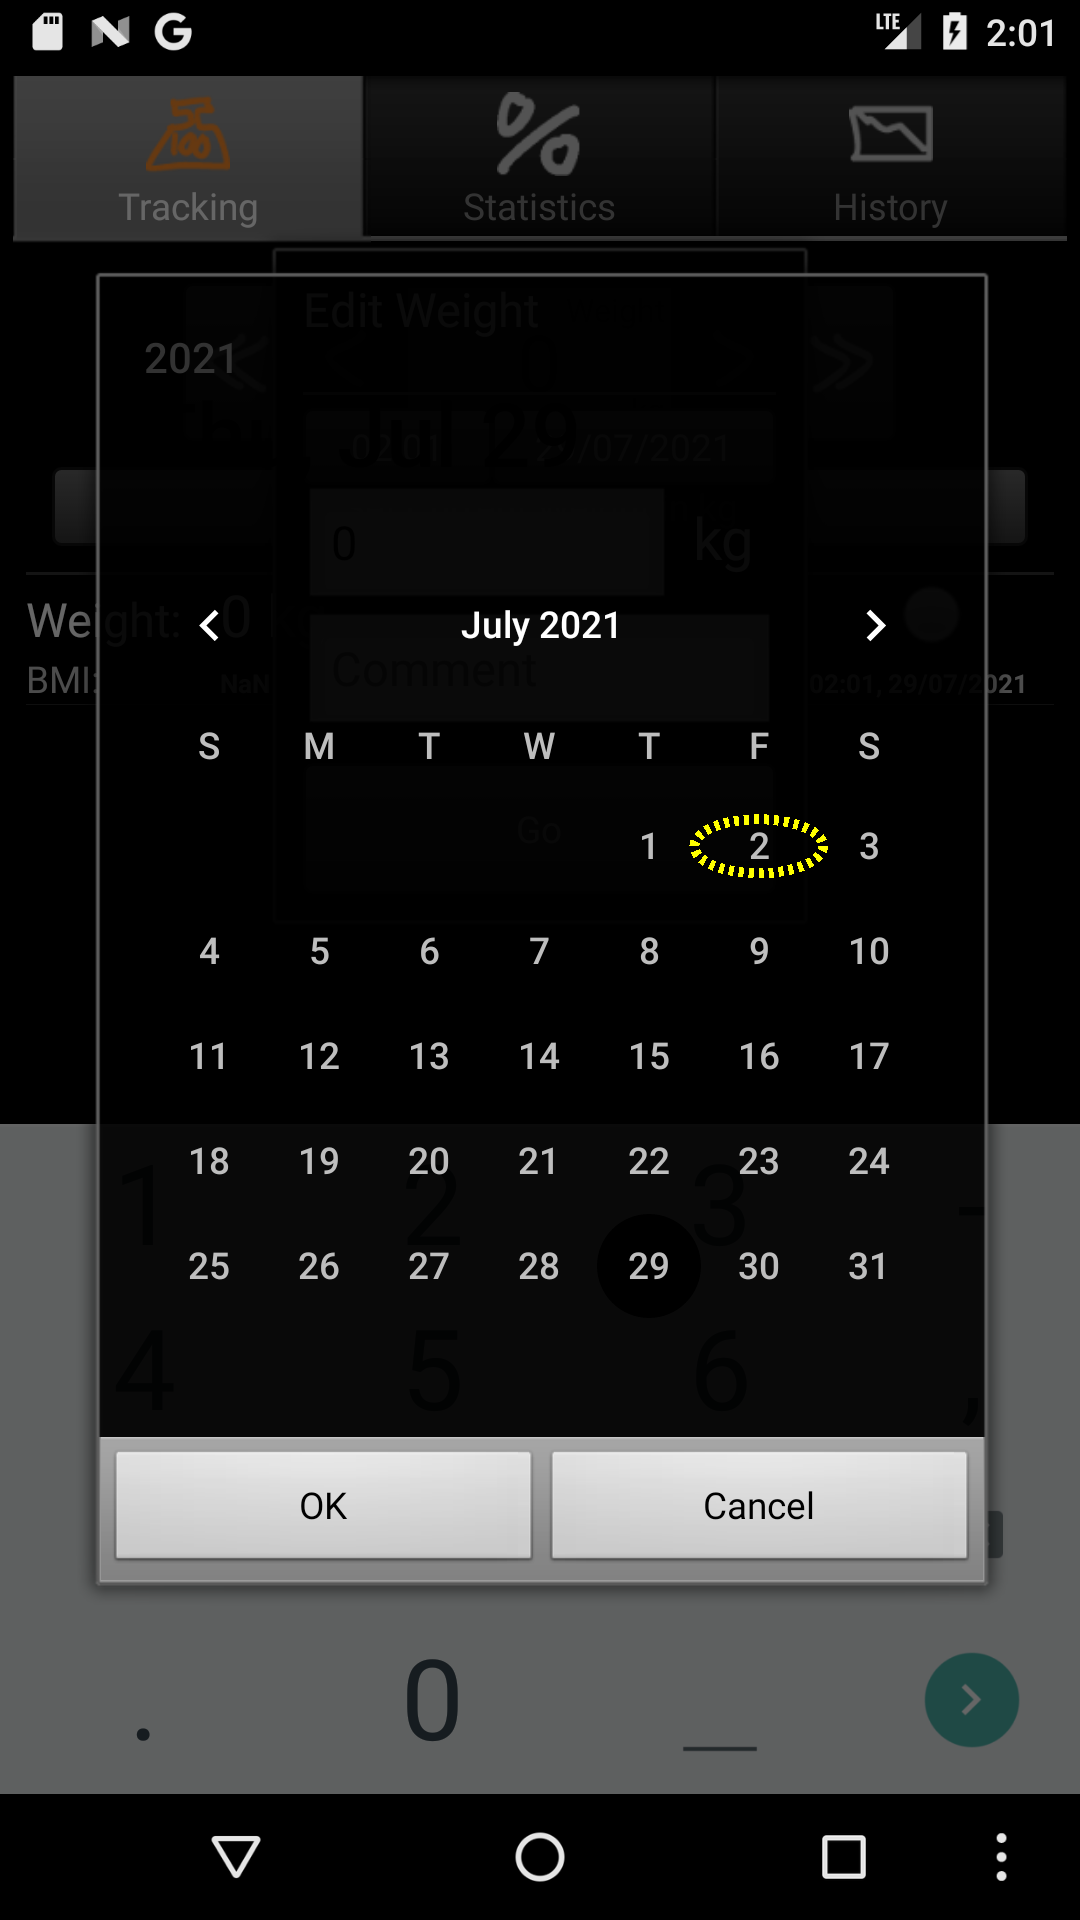 LTE 2:01
Tracking Statistics History
Edit Weight
2021
02:01 /07/2021
Jul 29
0 kg
Weight: 0
July 2021
Comment
BMI: NaN 02:01, 29/07/2021
S M T W T F S
Go
1 2 3
4 5 6 7 8 9 10
11 12 13 14 15 16 17
18 19 20 21 22 23 24
1 2 3 -
25 26 27 28 29 30 31
4 5 6 ,
OK Cancel
. 0